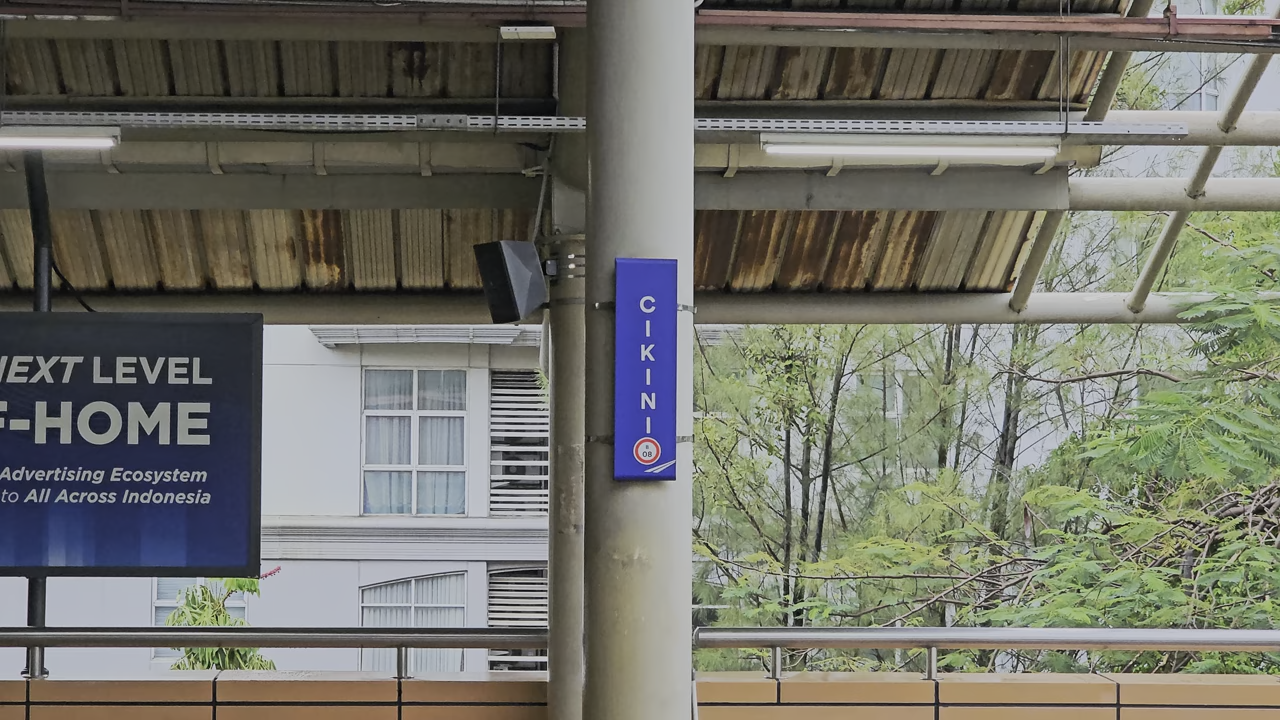 NEXT LEVEL
F-HOME
Advertising Ecosystem
to All Across Indonesia
CIKINI
B
08